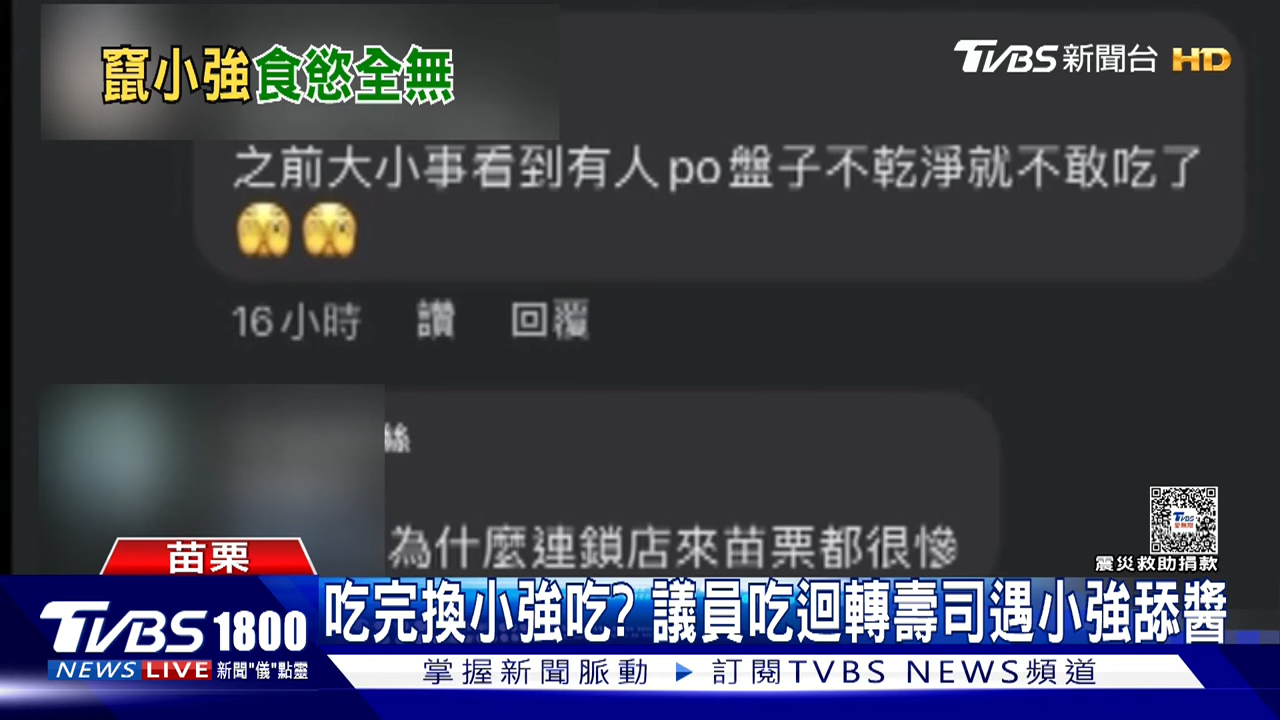 竄小強食慾全無
TVBS新聞台 HD
之前大小事看到有人po盤子不乾淨就不敢吃了
16小時 讚 回覆
絲
為什麼連鎖店來苗栗都很慘
TVBS
震災救助捐款
苗栗
吃完換小強吃? 議員吃迴轉壽司遇小強舔醬
TVBS 1800
NEWS LIVE 新聞"儀"點靈
掌握新聞脈動 ▶ 訂閱TVBS NEWS頻道